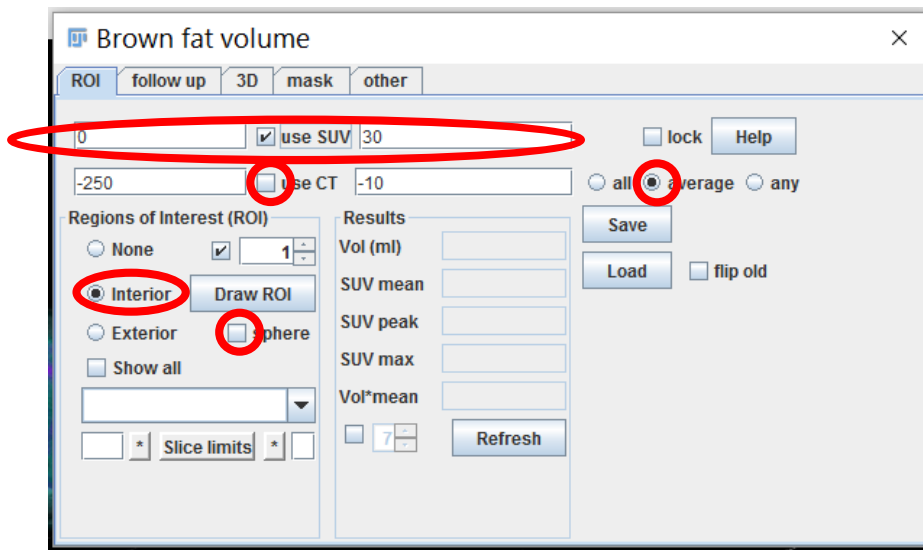 Brown fat volume
ROI follow up 3D mask other
0 use SUV 30 lock Help
-250 use CT -10 all average any
Regions of Interest (ROI) Results Save
None 1 Vol (ml)
Interior Draw ROI SUV mean Load flip old
Exterior sphere SUV peak
Show all SUV max
Vol*mean
* Slice limits * 7 Refresh